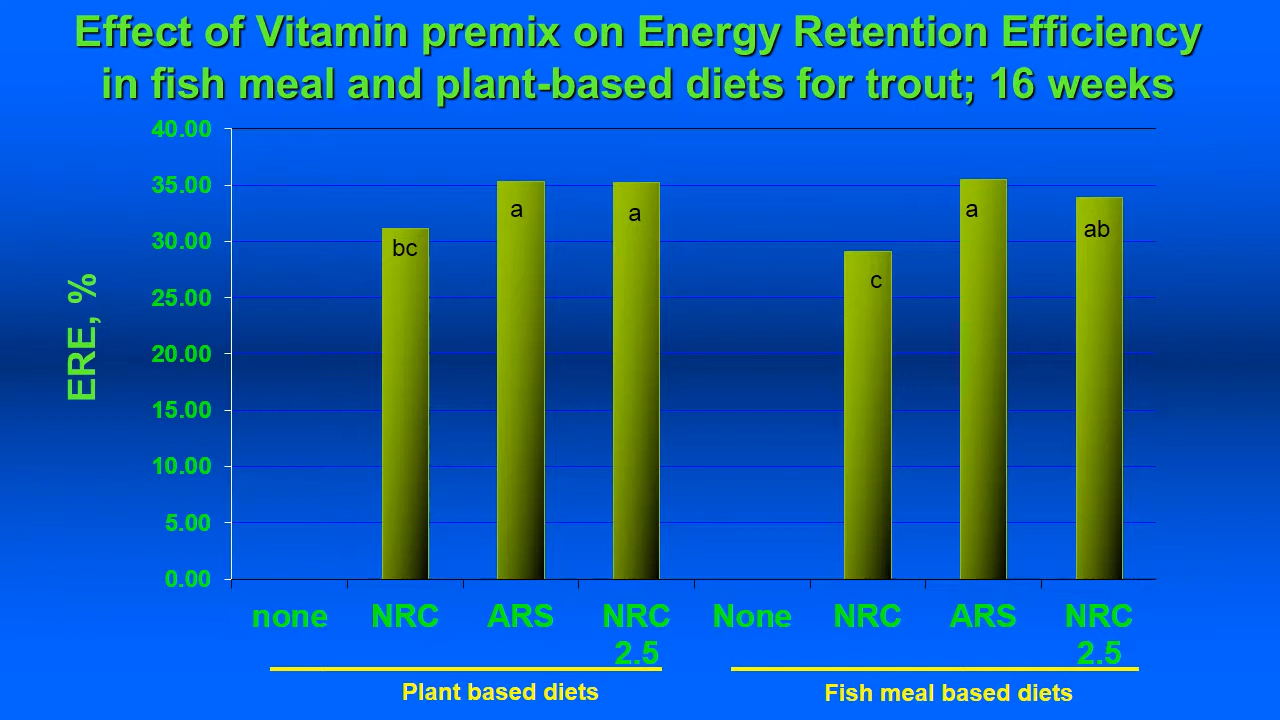 Effect of Vitamin premix on Energy Retention Efficiency
in fish meal and plant-based diets for trout; 16 weeks
40.00
35.00
30.00
25.00
20.00
15.00
10.00
5.00
0.00
ERE, %
bc
a
a
c
a
ab
none NRC ARS NRC None NRC ARS NRC
2.5 2.5
Plant based diets Fish meal based diets